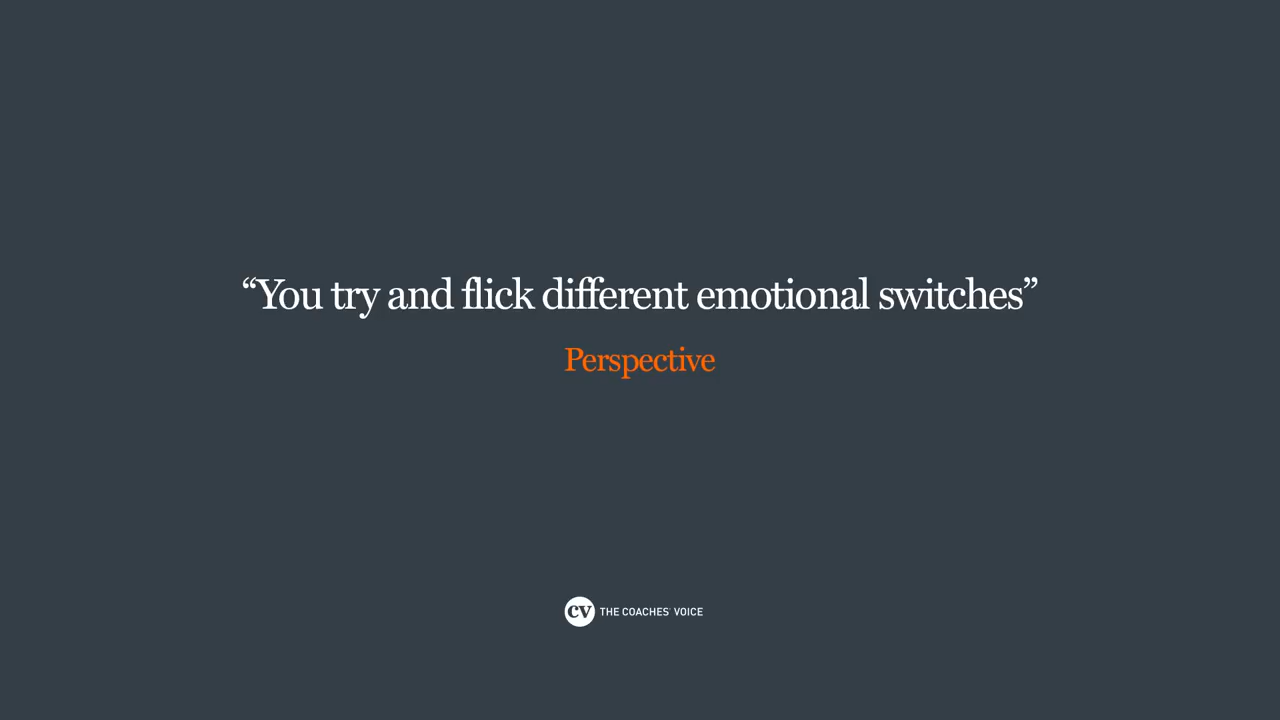 “You try and flick different emotional switches”
Perspective
CV THE COACHES' VOICE